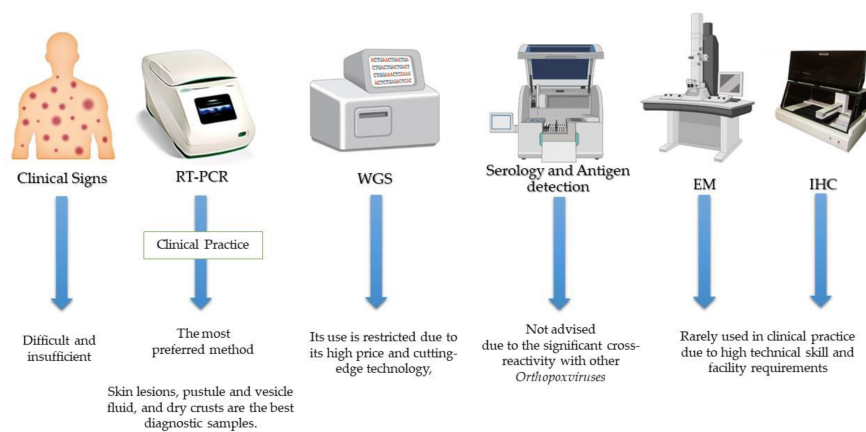 ACTGAACTGACTGA
CTGACTGACTGACT
Clinical Signs
RT-PCR
WGS
Serology and Antigen
detection
EM
IHC
Clinical Practice
Difficult and
insufficient
The most
preferred method
Skin lesions, pustule and vesicle
fluid, and dry crusts are the best
diagnostic samples.
Its use is restricted due to
its high price and cutting-
edge technology,
Not advised
due to the significant cross-
reactivity with other
Orthopoxviruses
Rarely used in clinical practice
due to high technical skill and
facility requirements